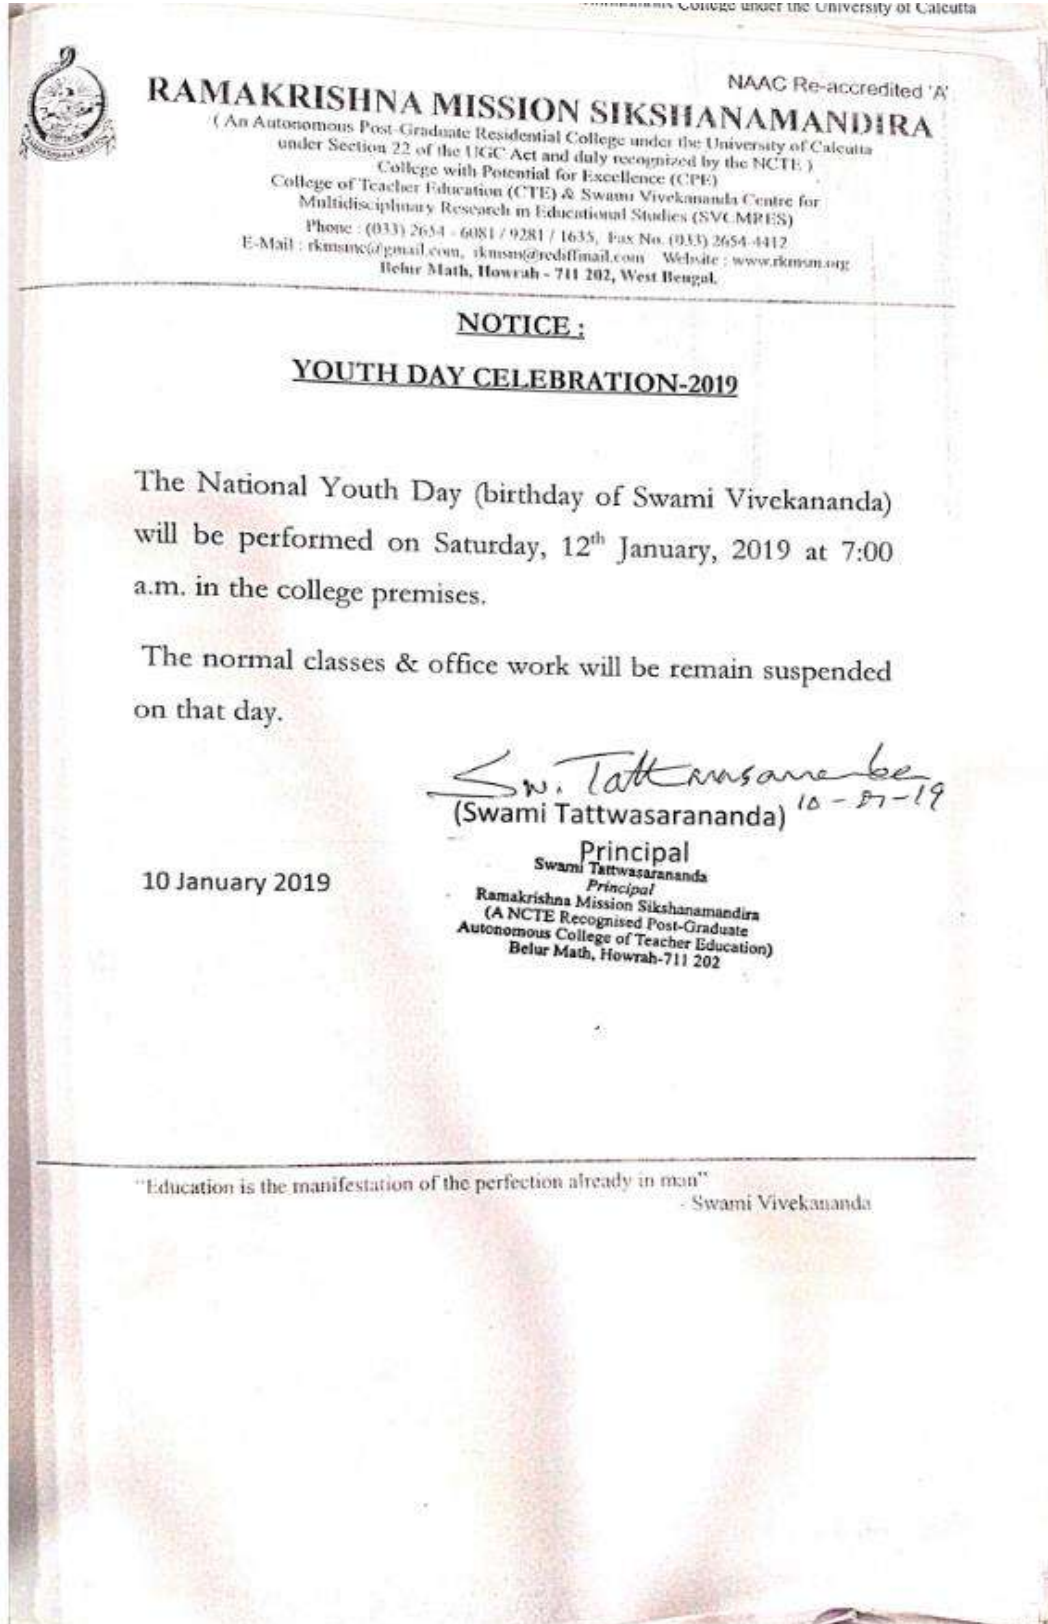 College under the University of Calcutta
NAAC Re-accredited 'A'
RAMAKRISHNA MISSION SIKSHANAMANDIRA
( An Autonomous Post-Graduate Residential College under the University of Calcutta
under Section 22 of the UGC Act and duly recognized by the NCTE )
College with Potential for Excellence (CPE)
College of Teacher Education (CTE) & Swami Vivekananda Centre for
Multidisciplinary Research in Educational Studies (SVCMRES)
Phone : (033) 2654 - 6081 / 9281 / 1635, Fax No. (033) 2654-4412
E-Mail : rkmsm@rediffmail.com Website : www.rkmsm.org
Belur Math, Howrah - 711 202, West Bengal.
NOTICE :
YOUTH DAY CELEBRATION-2019
The National Youth Day (birthday of Swami Vivekananda)
will be performed on Saturday, 12th January, 2019 at 7:00
a.m. in the college premises.
The normal classes & office work will be remain suspended
on that day.
Sw. Tattwasarananda
10-01-19
(Swami Tattwasarananda)
Principal
10 January 2019
Swami Tattwasarananda
Principal
Ramakrishna Mission Sikshanamandira
(A NCTE Recognised Post-Graduate
Autonomous College of Teacher Education)
Belur Math, Howrah-711 202
"Education is the manifestation of the perfection already in man"
- Swami Vivekananda